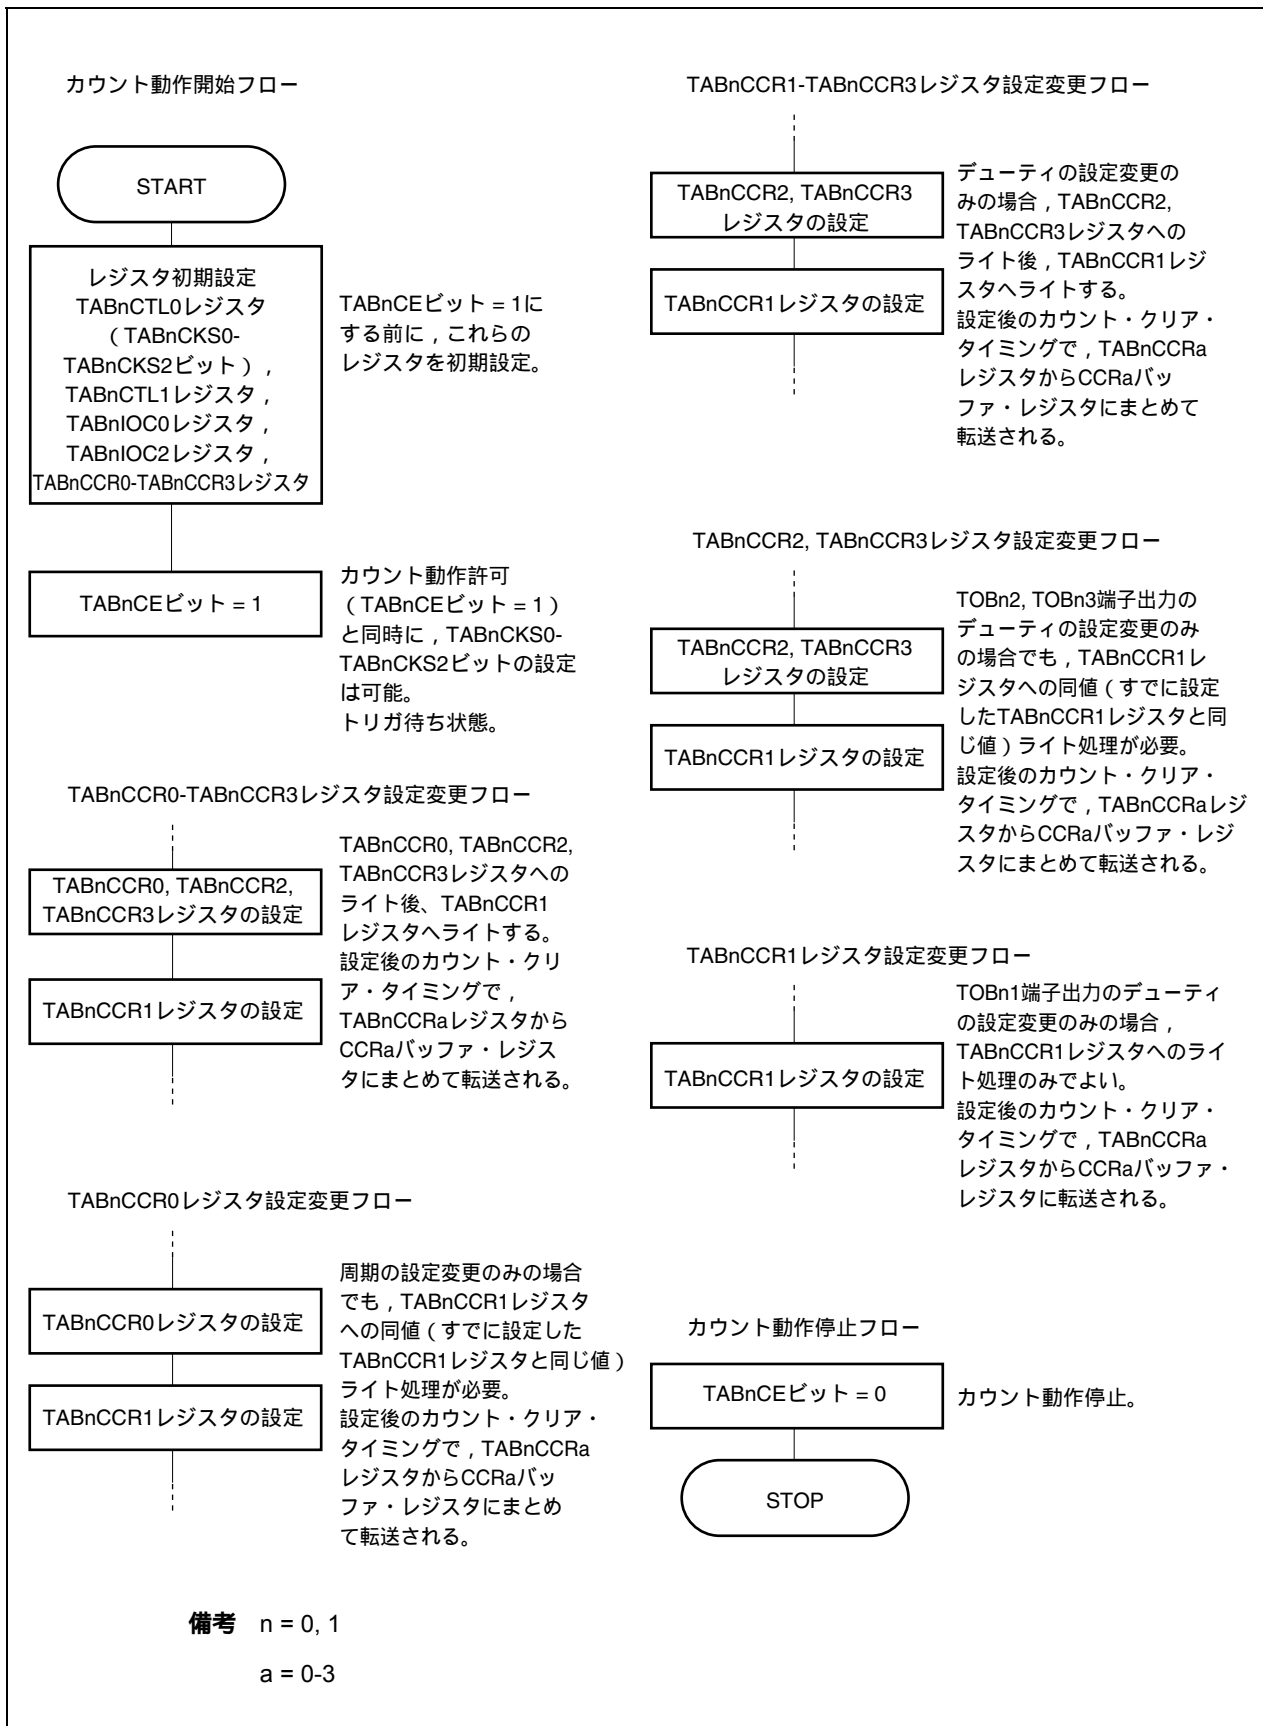 カウント動作開始フロー
START
レジスタ初期設定
TABnCTL0レジスタ
（TABnCKS0-
TABnCKS2ビット），
TABnCTL1レジスタ，
TABnIOC0レジスタ，
TABnIOC2レジスタ，
TABnCCR0-TABnCCR3レジスタ
TABnCEビット = 1に
する前に，これらの
レジスタを初期設定。
TABnCEビット = 1
カウント動作許可
（TABnCEビット = 1）
と同時に，TABnCKS0-
TABnCKS2ビットの設定
は可能。
トリガ待ち状態。
TABnCCR0-TABnCCR3レジスタ設定変更フロー
TABnCCR0, TABnCCR2,
TABnCCR3レジスタの設定
TABnCCR1レジスタの設定
TABnCCR0, TABnCCR2,
TABnCCR3レジスタへの
ライト後、TABnCCR1
レジスタへライトする。
設定後のカウント・クリ
ア・タイミングで，
TABnCCRaレジスタから
CCRaバッファ・レジス
タにまとめて転送される。
TABnCCR0レジスタ設定変更フロー
TABnCCR0レジスタの設定
TABnCCR1レジスタの設定
周期の設定変更のみの場合
でも，TABnCCR1レジスタ
への同値（すでに設定した
TABnCCR1レジスタと同じ値）
ライト処理が必要。
設定後のカウント・クリア・
タイミングで，TABnCCRa
レジスタからCCRaバッ
ファ・レジスタにまとめ
て転送される。
TABnCCR1-TABnCCR3レジスタ設定変更フロー
TABnCCR2, TABnCCR3
レジスタの設定
TABnCCR1レジスタの設定
デューティの設定変更の
みの場合，TABnCCR2,
TABnCCR3レジスタへの
ライト後，TABnCCR1レジ
スタへライトする。
設定後のカウント・クリア・
タイミングで，TABnCCRa
レジスタからCCRaバッ
ファ・レジスタにまとめて
転送される。
TABnCCR2, TABnCCR3レジスタ設定変更フロー
TABnCCR2, TABnCCR3
レジスタの設定
TABnCCR1レジスタの設定
TOBn2, TOBn3端子出力の
デューティの設定変更のみ
の場合でも，TABnCCR1レ
ジスタへの同値（すでに設定
したTABnCCR1レジスタと同
じ値）ライト処理が必要。
設定後のカウント・クリア・
タイミングで，TABnCCRaレジ
スタからCCRaバッファ・レジ
スタにまとめて転送される。
TABnCCR1レジスタ設定変更フロー
TABnCCR1レジスタの設定
TOBn1端子出力のデューティ
の設定変更のみの場合，
TABnCCR1レジスタへのライ
ト処理のみでよい。
設定後のカウント・クリア・
タイミングで，TABnCCRa
レジスタからCCRaバッファ・
レジスタに転送される。
カウント動作停止フロー
TABnCEビット = 0
カウント動作停止。
STOP
備考 n = 0, 1
a = 0-3